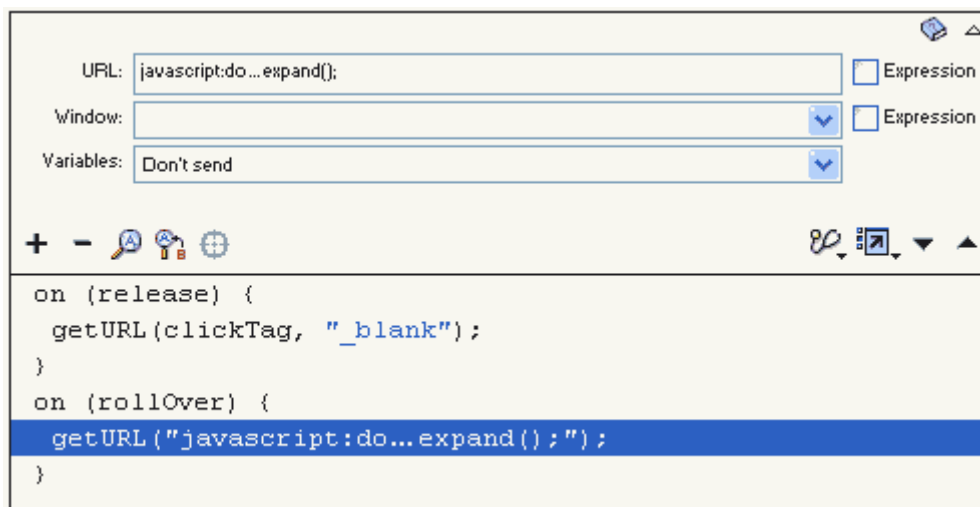 URL: javascript:do...expand(); Expression
Window: Expression
Variables: Don't send
on (release) {
getURL(clickTag, "_blank");
}
on (rollOver) {
getURL("javascript:do...expand();");
}